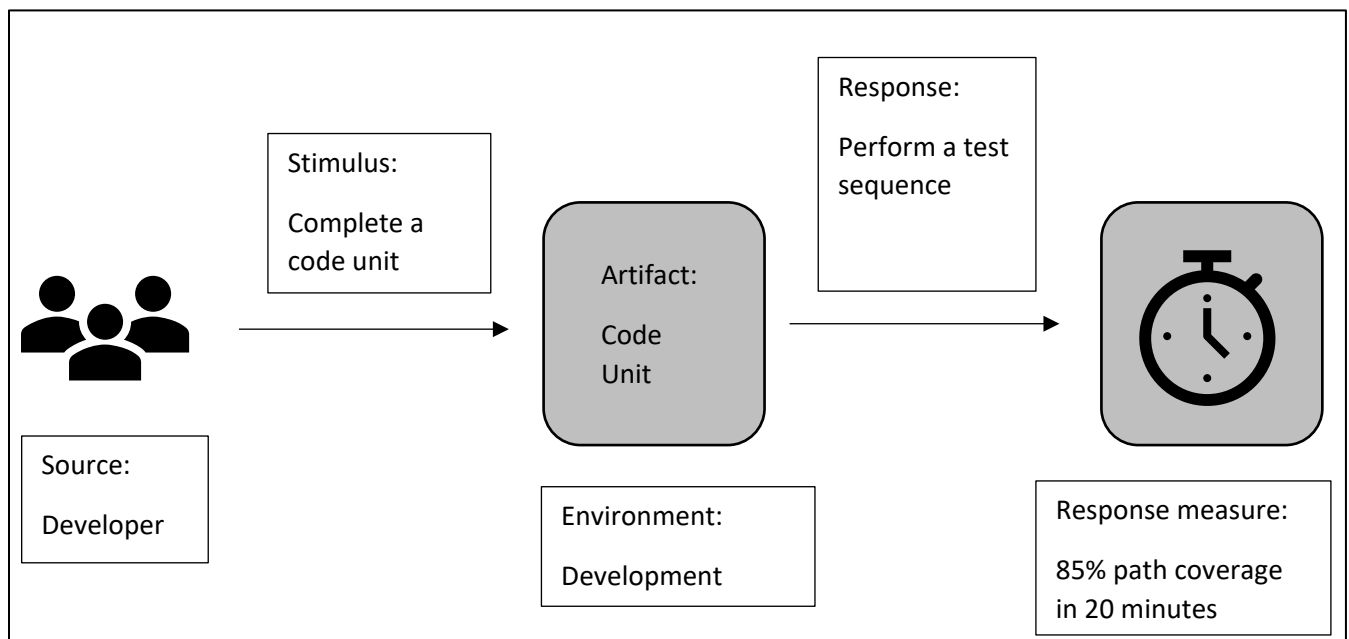 Stimulus:
Complete a
code unit
Response:
Perform a test
sequence
Artifact:
Code
Unit
Source:
Developer
Environment:
Development
Response measure:
85% path coverage
in 20 minutes